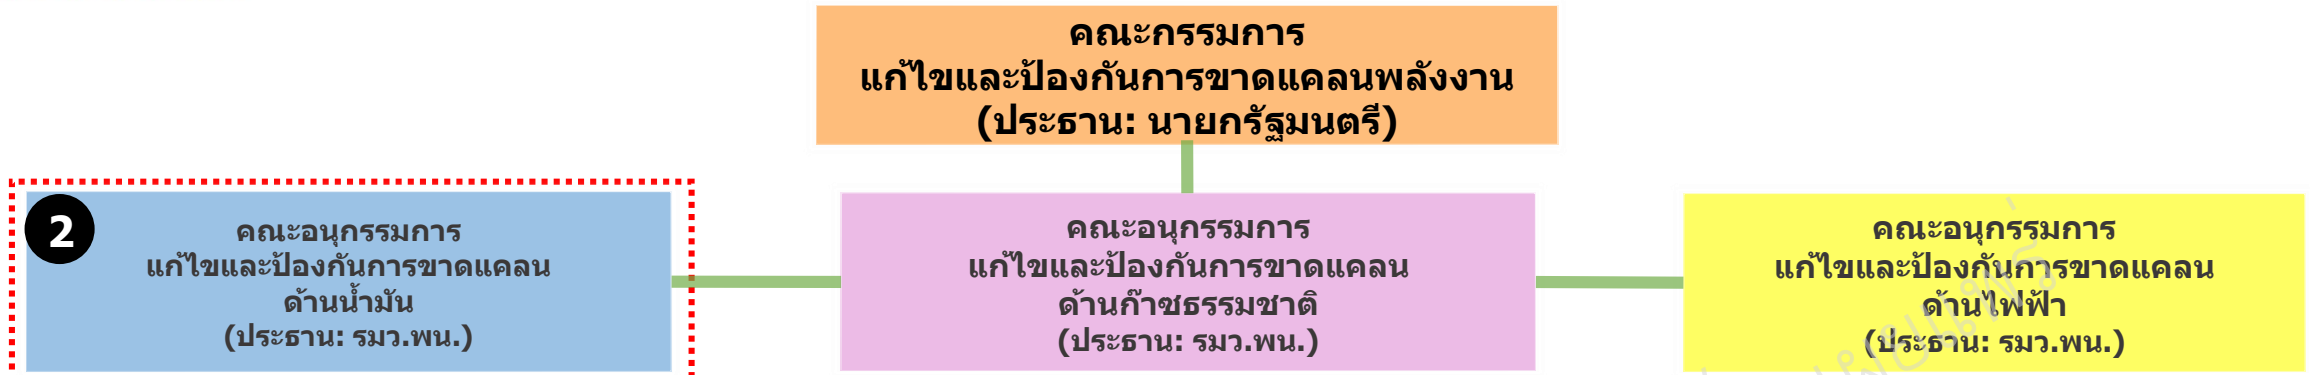 คณะกรรมการ
แก้ไขและป้องกันการขาดแคลนพลังงาน
(ประธาน: นายกรัฐมนตรี)
2
คณะอนุกรรมการ
แก้ไขและป้องกันการขาดแคลน
ด้านน้ำมัน
(ประธาน: รมว.พน.)
คณะอนุกรรมการ
แก้ไขและป้องกันการขาดแคลน
ด้านก๊าซธรรมชาติ
(ประธาน: รมว.พน.)
คณะอนุกรรมการ
แก้ไขและป้องกันการขาดแคลน
ด้านไฟฟ้า
(ประธาน: รมว.พน.)